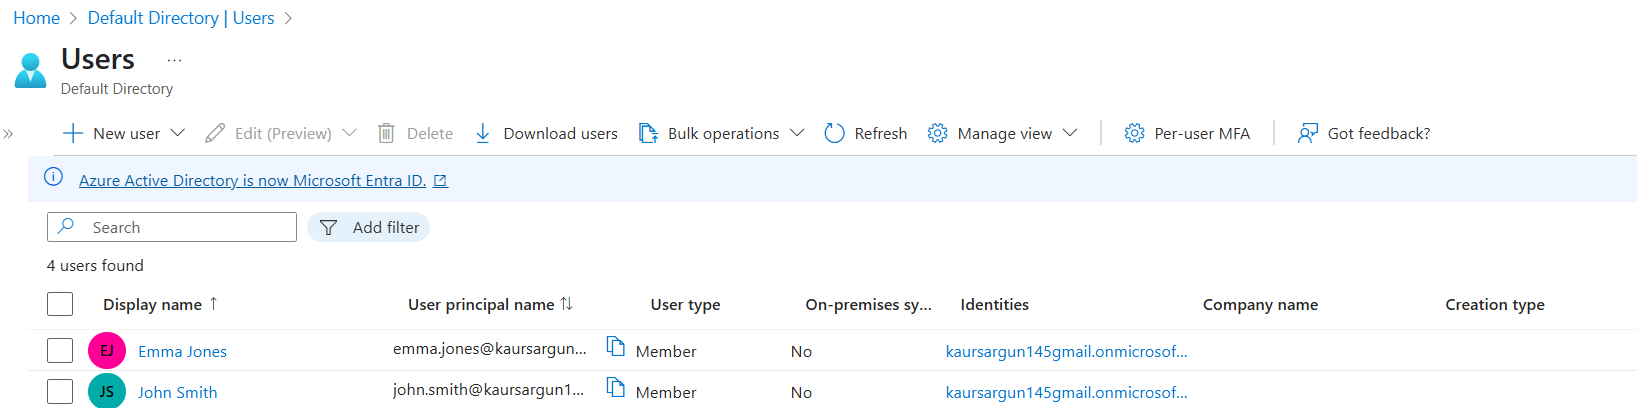 Home > Default Directory | Users >
Users ...
Default Directory
» + New user Edit (Preview) Delete Download users Bulk operations Refresh Manage view Per-user MFA Got feedback?
Azure Active Directory is now Microsoft Entra ID.
Search Add filter
4 users found
Display name ↑ User principal name ↑↓ User type On-premises sy... Identities Company name Creation type
EJ Emma Jones emma.jones@kaursargun... Member No kaursargun145gmail.onmicrosof...
JS John Smith john.smith@kaursargun1... Member No kaursargun145gmail.onmicrosof...